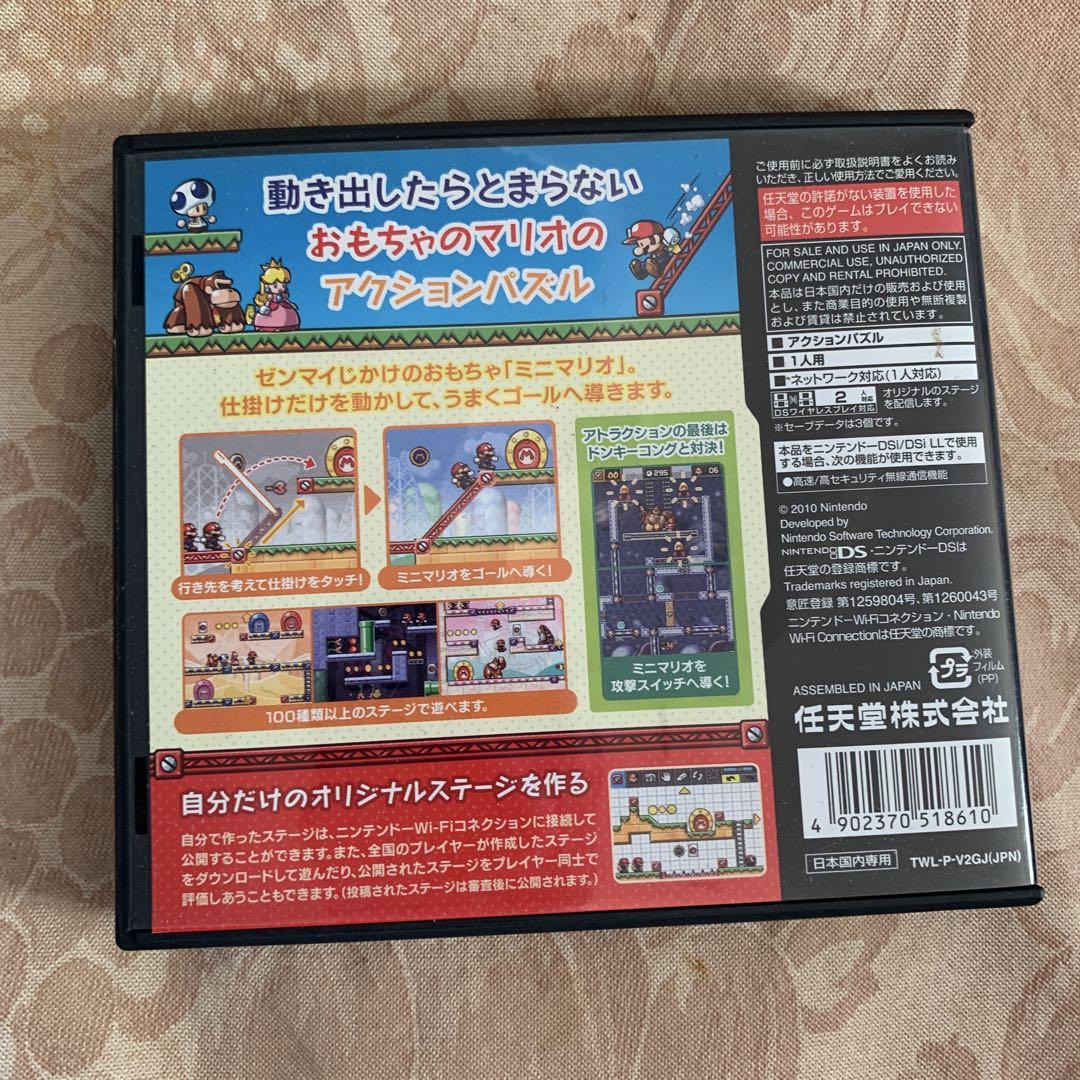 動き出したらとまらない
おもちゃのマリオの
アクションパズル
ゼンマイじかけのおもちゃ「ミニマリオ」。
仕掛けだけを動かして、うまくゴールへ導きます。
行き先を考えて仕掛けをタッチ!
ミニマリオをゴールへ導く!
100種類以上のステージで遊べます。
アトラクションの最後は
ドンキーコングと対決!
295
D6
ミニマリオを
攻撃スイッチへ導く!
自分だけのオリジナルステージを作る
自分で作ったステージは、ニンテンドーWi-Fiコネクションに接続して
公開することができます。また、全国のプレイヤーが作成したステージ
をダウンロードして遊んだり、公開されたステージをプレイヤー同士で
評価しあうこともできます。(投稿されたステージは審査後に公開されます。)
ご使用前に必ず取扱説明書をよくお読み
いただき、正しい使用方法でご愛用ください。
任天堂の許諾がない装置を使用した
場合、このゲームはプレイできない
可能性があります。
FOR SALE AND USE IN JAPAN ONLY.
COMMERCIAL USE, UNAUTHORIZED
COPY AND RENTAL PROHIBITED.
本品は日本国内だけの販売および使用
とし、また商業目的の使用や無断複製
および賃貸は禁止されています。
■ アクションパズル
■ 1人用
■ ネットワーク対応(1人対応)
2 人対応
DSワイヤレスプレイ対応
オリジナルのステージ
を配信します。
※セーブデータは3個です。
本品をニンテンドーDSi/DSi LLで使用
する場合、次の機能が使用できます。
●高速/高セキュリティ無線通信機能
© 2010 Nintendo
Developed by
Nintendo Software Technology Corporation.
NINTENDO DS・ニンテンドーDSは
任天堂の登録商標です。
Trademarks registered in Japan.
意匠登録 第1259804号、第1260043号
ニンテンドーWi-Fiコネクション・Nintendo
Wi-Fi Connectionは任天堂の商標です。
プラ
外装
フィルム
(PP)
ASSEMBLED IN JAPAN
任天堂株式会社
4 902370 518610
日本国内専用
TWL-P-V2GJ(JPN)